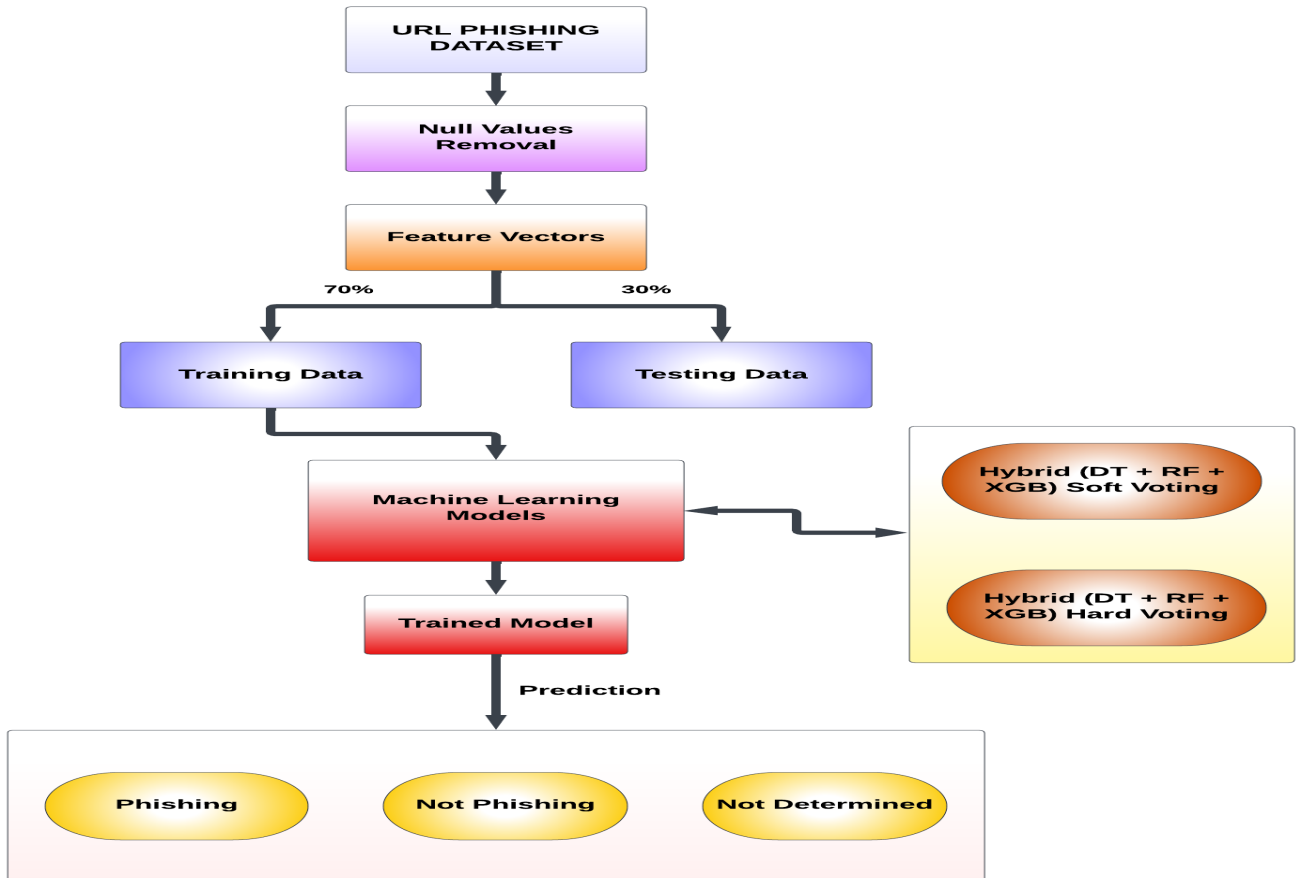 URL PHISHING
DATASET
Null Values
Removal
Feature Vectors
70%
30%
Training Data
Testing Data
Machine Learning
Models
Hybrid (DT + RF +
XGB) Soft Voting
Hybrid (DT + RF +
XGB) Hard Voting
Trained Model
Prediction
Phishing
Not Phishing
Not Determined